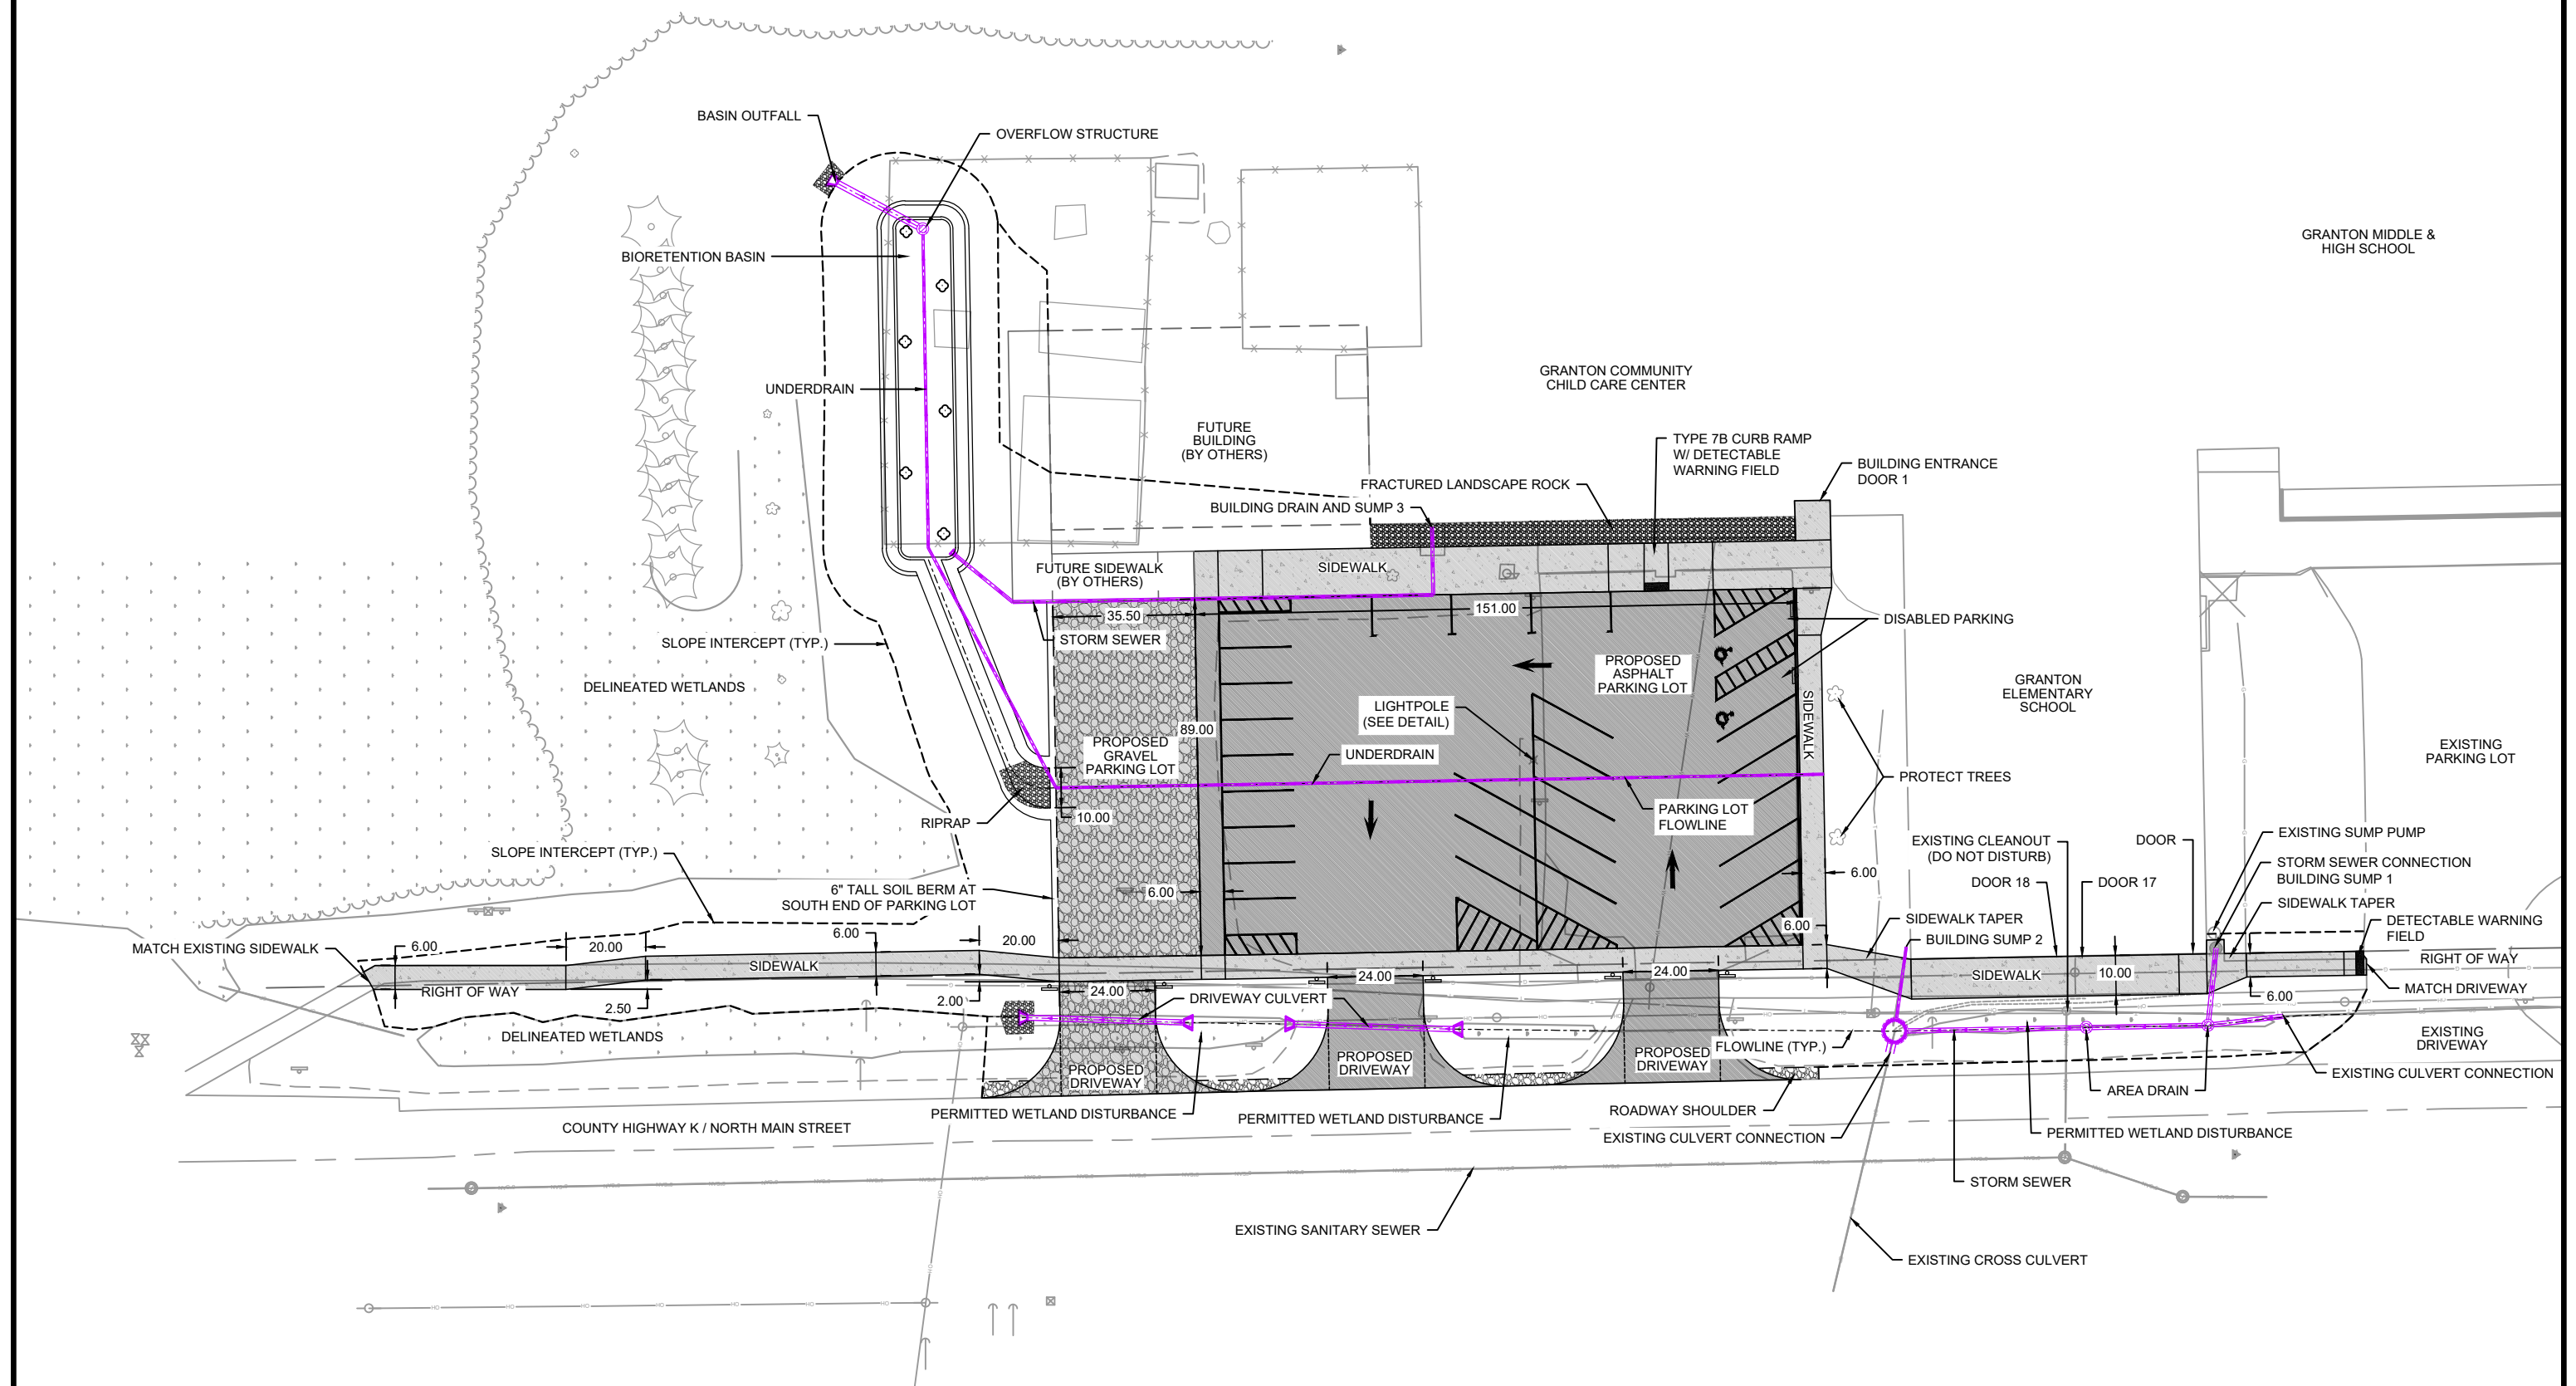 BASIN OUTFALL
OVERFLOW STRUCTURE
GRANTON MIDDLE &
HIGH SCHOOL
BIORETENTION BASIN
GRANTON COMMUNITY
CHILD CARE CENTER
UNDERDRAIN
FUTURE
BUILDING
(BY OTHERS)
TYPE 7B CURB RAMP
W/ DETECTABLE
WARNING FIELD
BUILDING ENTRANCE
DOOR 1
FRACTURED LANDSCAPE ROCK
BUILDING DRAIN AND SUMP 3
FUTURE SIDEWALK
(BY OTHERS)
SIDEWALK
35.50
151.00
DISABLED PARKING
STORM SEWER
SLOPE INTERCEPT (TYP.)
DELINEATED WETLANDS
PROPOSED
ASPHALT
PARKING LOT
GRANTON
ELEMENTARY
SCHOOL
LIGHTPOLE
(SEE DETAIL)
SIDEWALK
89.00
PROPOSED
GRAVEL
PARKING LOT
UNDERDRAIN
EXISTING
PARKING LOT
PROTECT TREES
RIPRAP
10.00
PARKING LOT
FLOWLINE
SLOPE INTERCEPT (TYP.)
EXISTING CLEANOUT
(DO NOT DISTURB)
DOOR
EXISTING SUMP PUMP
STORM SEWER CONNECTION
BUILDING SUMP 1
6" TALL SOIL BERM AT
SOUTH END OF PARKING LOT
6.00
6.00
DOOR 18
DOOR 17
SIDEWALK TAPER
SIDEWALK TAPER
DETECTABLE WARNING
FIELD
MATCH EXISTING SIDEWALK
6.00
20.00
6.00
20.00
6.00
BUILDING SUMP 2
SIDEWALK
RIGHT OF WAY
2.50
2.00
24.00
24.00
24.00
SIDEWALK
10.00
6.00
RIGHT OF WAY
MATCH DRIVEWAY
DRIVEWAY CULVERT
DELINEATED WETLANDS
PROPOSED
DRIVEWAY
PROPOSED
DRIVEWAY
PROPOSED
DRIVEWAY
FLOWLINE (TYP.)
EXISTING
DRIVEWAY
EXISTING CULVERT CONNECTION
AREA DRAIN
PERMITTED WETLAND DISTURBANCE
PERMITTED WETLAND DISTURBANCE
ROADWAY SHOULDER
COUNTY HIGHWAY K / NORTH MAIN STREET
EXISTING CULVERT CONNECTION
PERMITTED WETLAND DISTURBANCE
STORM SEWER
EXISTING SANITARY SEWER
EXISTING CROSS CULVERT